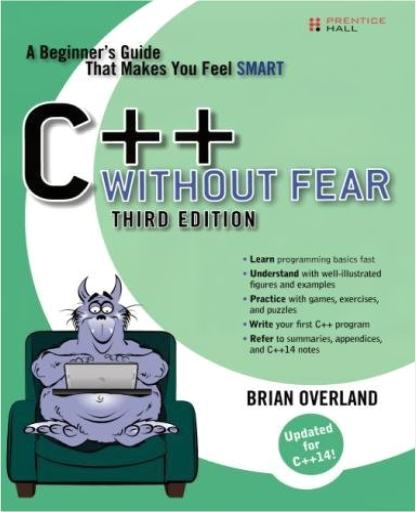 PRENTICE
HALL
A Beginner's Guide
That Makes You Feel SMART
C++
WITHOUT FEAR
THIRD EDITION
• Learn programming basics fast
• Understand with well-illustrated
figures and examples
• Practice with games, exercises,
and puzzles
• Write your first C++ program
• Refer to summaries, appendices,
and C++14 notes
BRIAN OVERLAND
Updated
for
C++14!